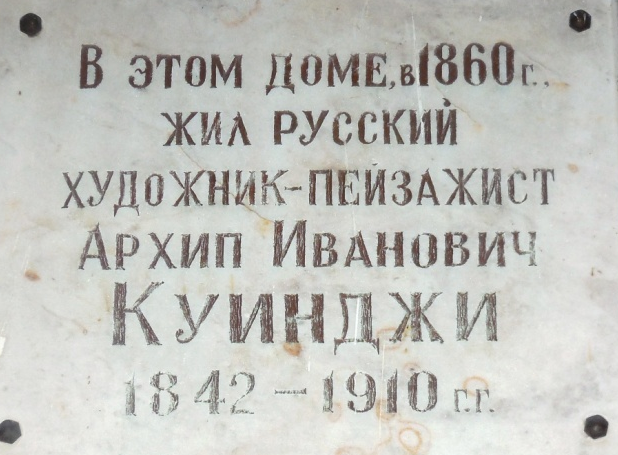 В этом доме, в 1860 г.,
жил русский
художник-пейзажист
Архип Иванович
Куинджи
1842 – 1910 г.г.